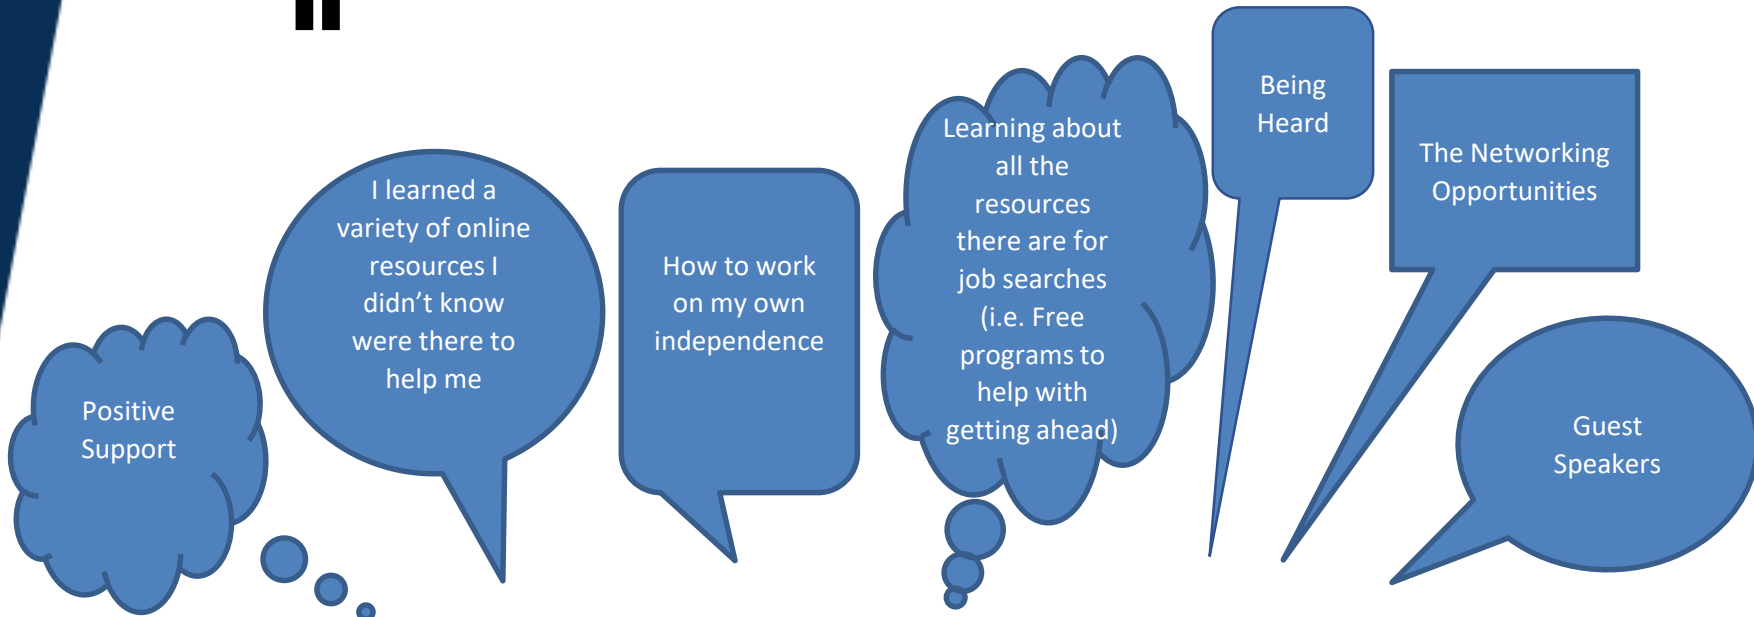 Positive
Support
I learned a
variety of online
resources I
didn't know
were there to
help me
How to work
on my own
independence
Learning about
all the
resources
there are for
job searches
(i.e. Free
programs to
help with
getting ahead)
Being
Heard
The Networking
Opportunities
Guest
Speakers